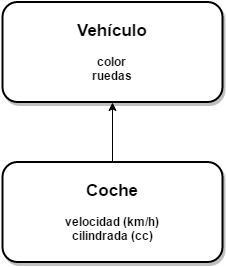 Vehículo
color
ruedas
Coche
velocidad (km/h)
cilindrada (cc)